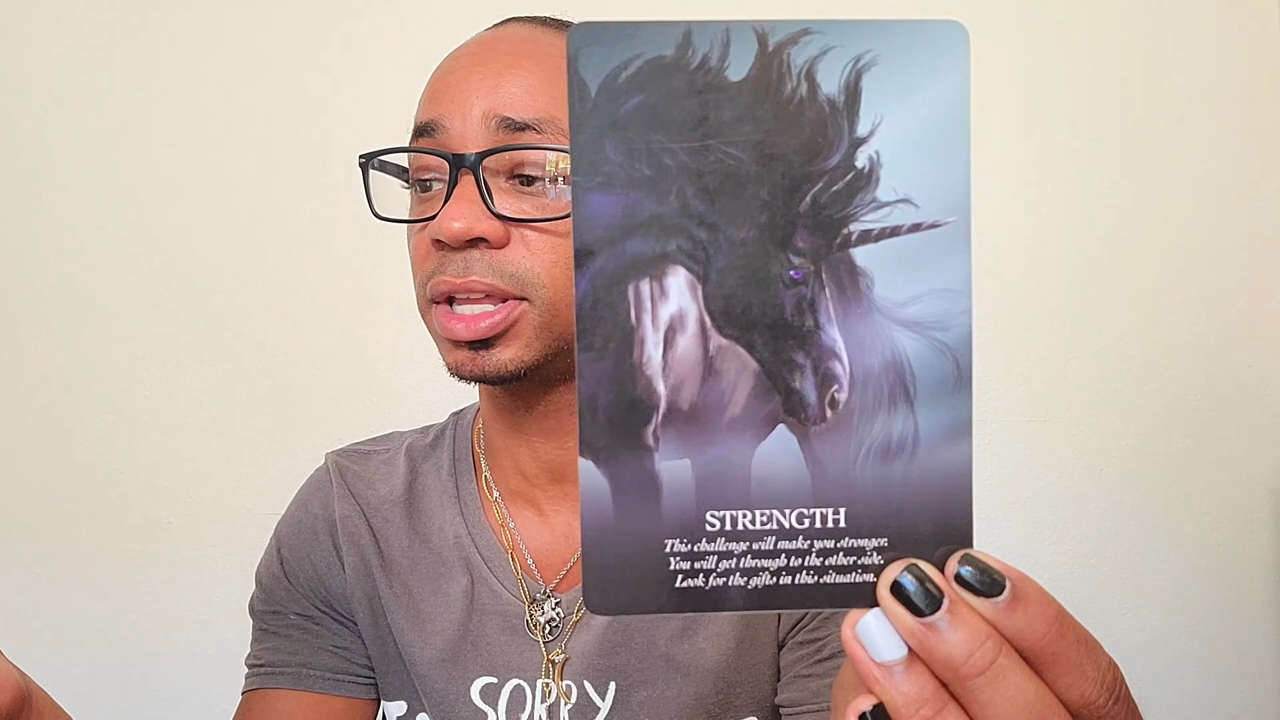 STRENGTH
This challenge will make you stronger.
You will get through to the other side.
Look for the gifts in this situation.
SORRY